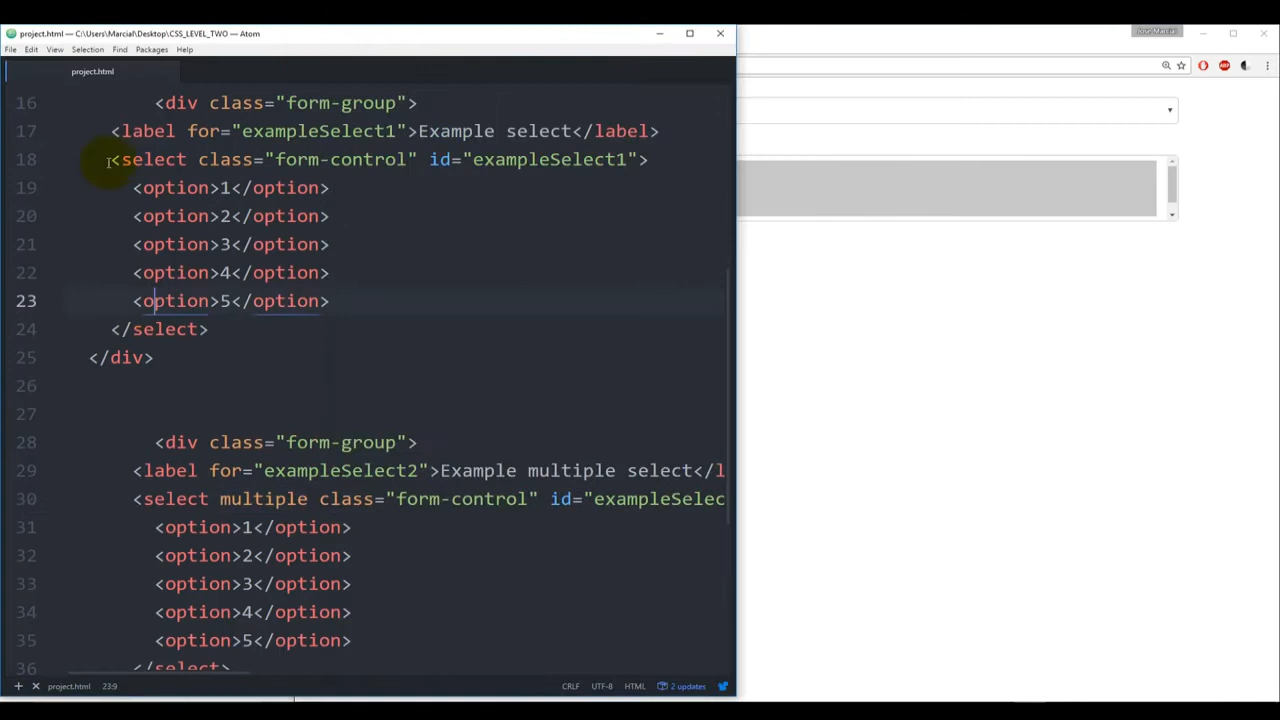 project.html — C:\Users\Marcial\Desktop\CSS_LEVEL_TWO — Atom
Jose Marcial
File Edit View Selection Find Packages Help
project.html
16 <div class="form-group">
17 <label for="exampleSelect1">Example select</label>
18 <select class="form-control" id="exampleSelect1">
19 <option>1</option>
20 <option>2</option>
21 <option>3</option>
22 <option>4</option>
23 <option>5</option>
24 </select>
25 </div>
26
27
28 <div class="form-group">
29 <label for="exampleSelect2">Example multiple select</l
30 <select multiple class="form-control" id="exampleSelec
31 <option>1</option>
32 <option>2</option>
33 <option>3</option>
34 <option>4</option>
35 <option>5</option>
36 </select>
project.html 23:9 CRLF UTF-8 HTML 2 updates